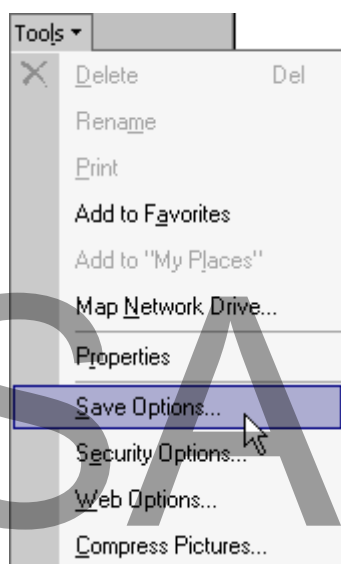 Tools
Delete Del
Rename
Print
Add to Favorites
Add to "My Places"
Map Network Drive...
Properties
Save Options...
Security Options...
Web Options...
Compress Pictures...
SA